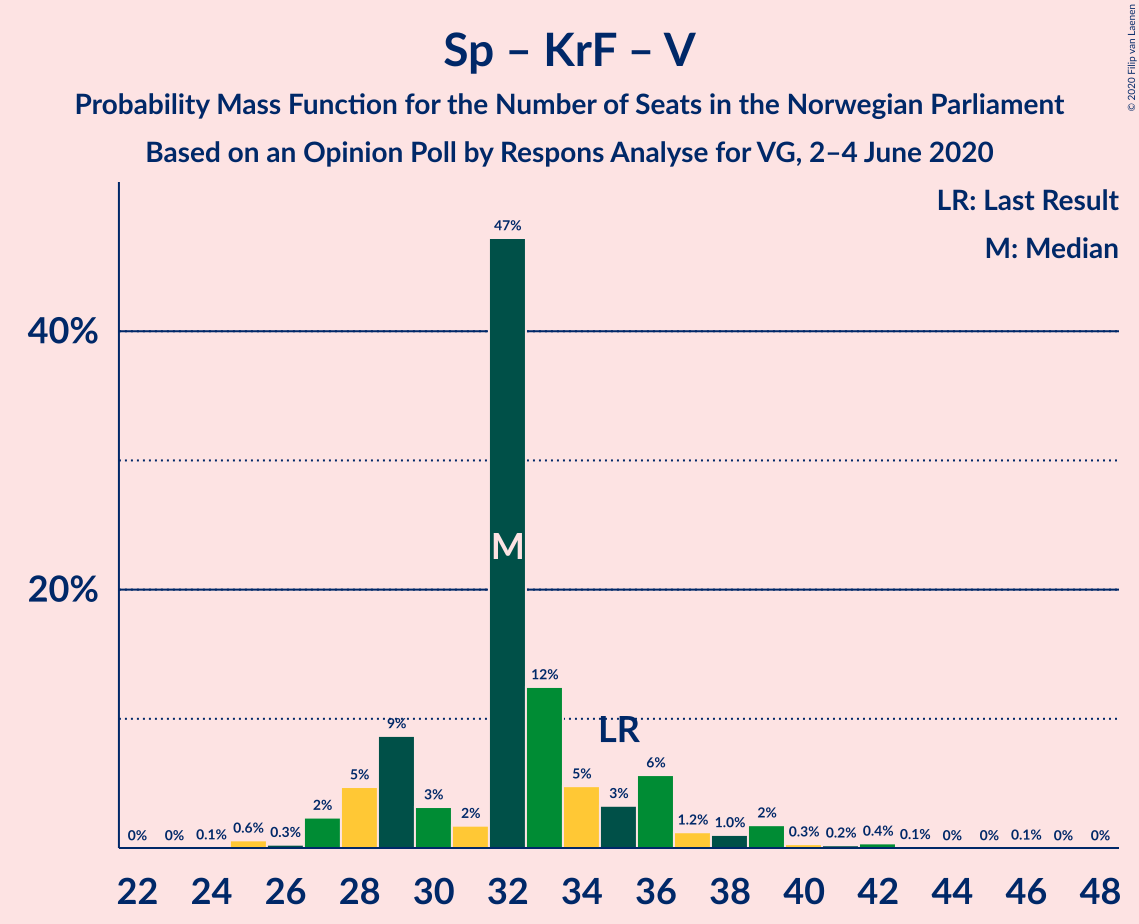 Sp – KrF – V
Probability Mass Function for the Number of Seats in the Norwegian Parliament
Based on an Opinion Poll by Respons Analyse for VG, 2–4 June 2020
© 2020 Filip van Laenen
LR: Last Result
M: Median
40%
20%
0% 0% 0.1% 0.6% 0.3% 2% 5% 9% 3% 2% 47% 12% 5% 3% 6% 1.2% 1.0% 2% 0.3% 0.2% 0.4% 0.1% 0% 0% 0.1% 0% 0%
M
LR
22 24 26 28 30 32 34 36 38 40 42 44 46 48